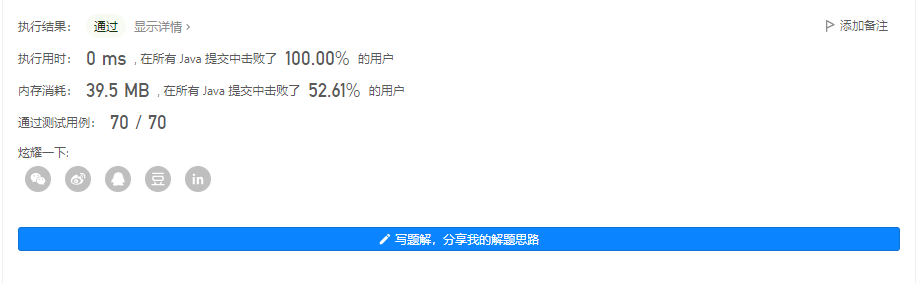 执行结果： 通过 显示详情 > 添加备注
执行用时： 0 ms , 在所有 Java 提交中击败了 100.00% 的用户
内存消耗： 39.5 MB , 在所有 Java 提交中击败了 52.61% 的用户
通过测试用例： 70 / 70
炫耀一下:
豆 in
写题解，分享我的解题思路